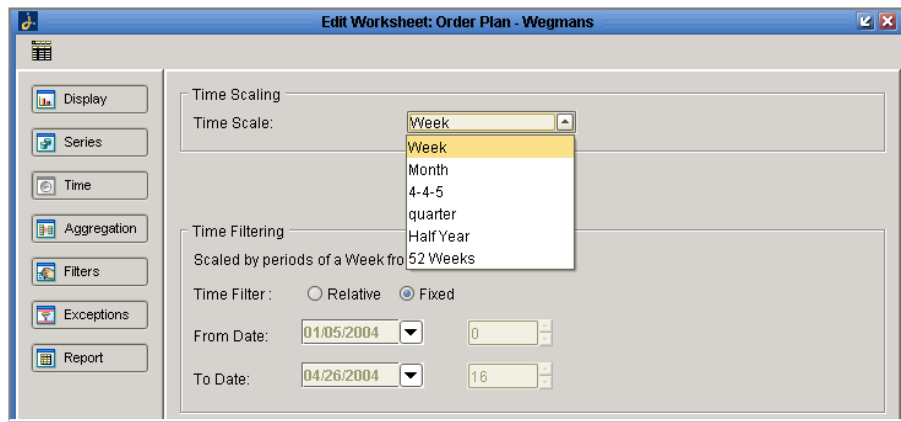 Edit Worksheet: Order Plan - Wegmans
Display
Series
Time
Aggregation
Filters
Exceptions
Report
Time Scaling
Time Scale: Week
Week
Month
4-4-5
quarter
Half Year
52 Weeks
Time Filtering
Scaled by periods of a Week fro
Time Filter : Relative Fixed
From Date: 01/05/2004 0
To Date: 04/26/2004 16